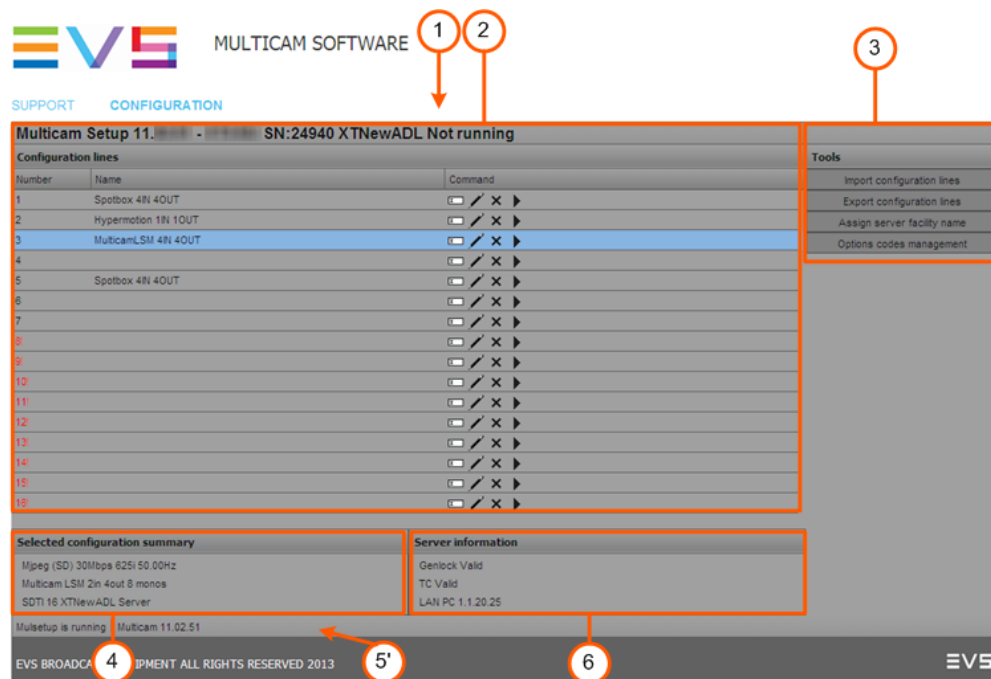 1
2
3
EVS
MULTICAM SOFTWARE
SUPPORT CONFIGURATION
Multicam Setup 11. - SN:24940 XTNewADL Not running
Configuration lines
Number Name Command
1 Spotbox 4IN 4OUT
2 Hypermotion 1IN 1OUT
3 MulticamLSM 4IN 4OUT
4
5 Spotbox 4IN 4OUT
6
7
8!
9!
10!
11!
12!
13!
14!
15!
16!
Tools
Import configuration lines
Export configuration lines
Assign server facility name
Options codes management
Selected configuration summary
Mjpeg (SD) 30Mbps 625i 50.00Hz
Multicam LSM 2in 4out 8 monos
SDTI 16 XTNewADL Server
Server information
Genlock Valid
TC Valid
LAN PC 1.1.20.25
Mulsetup is running Multicam 11.02.51
EVS BROADCA IPMENT ALL RIGHTS RESERVED 2013
EVS
4
5'
6